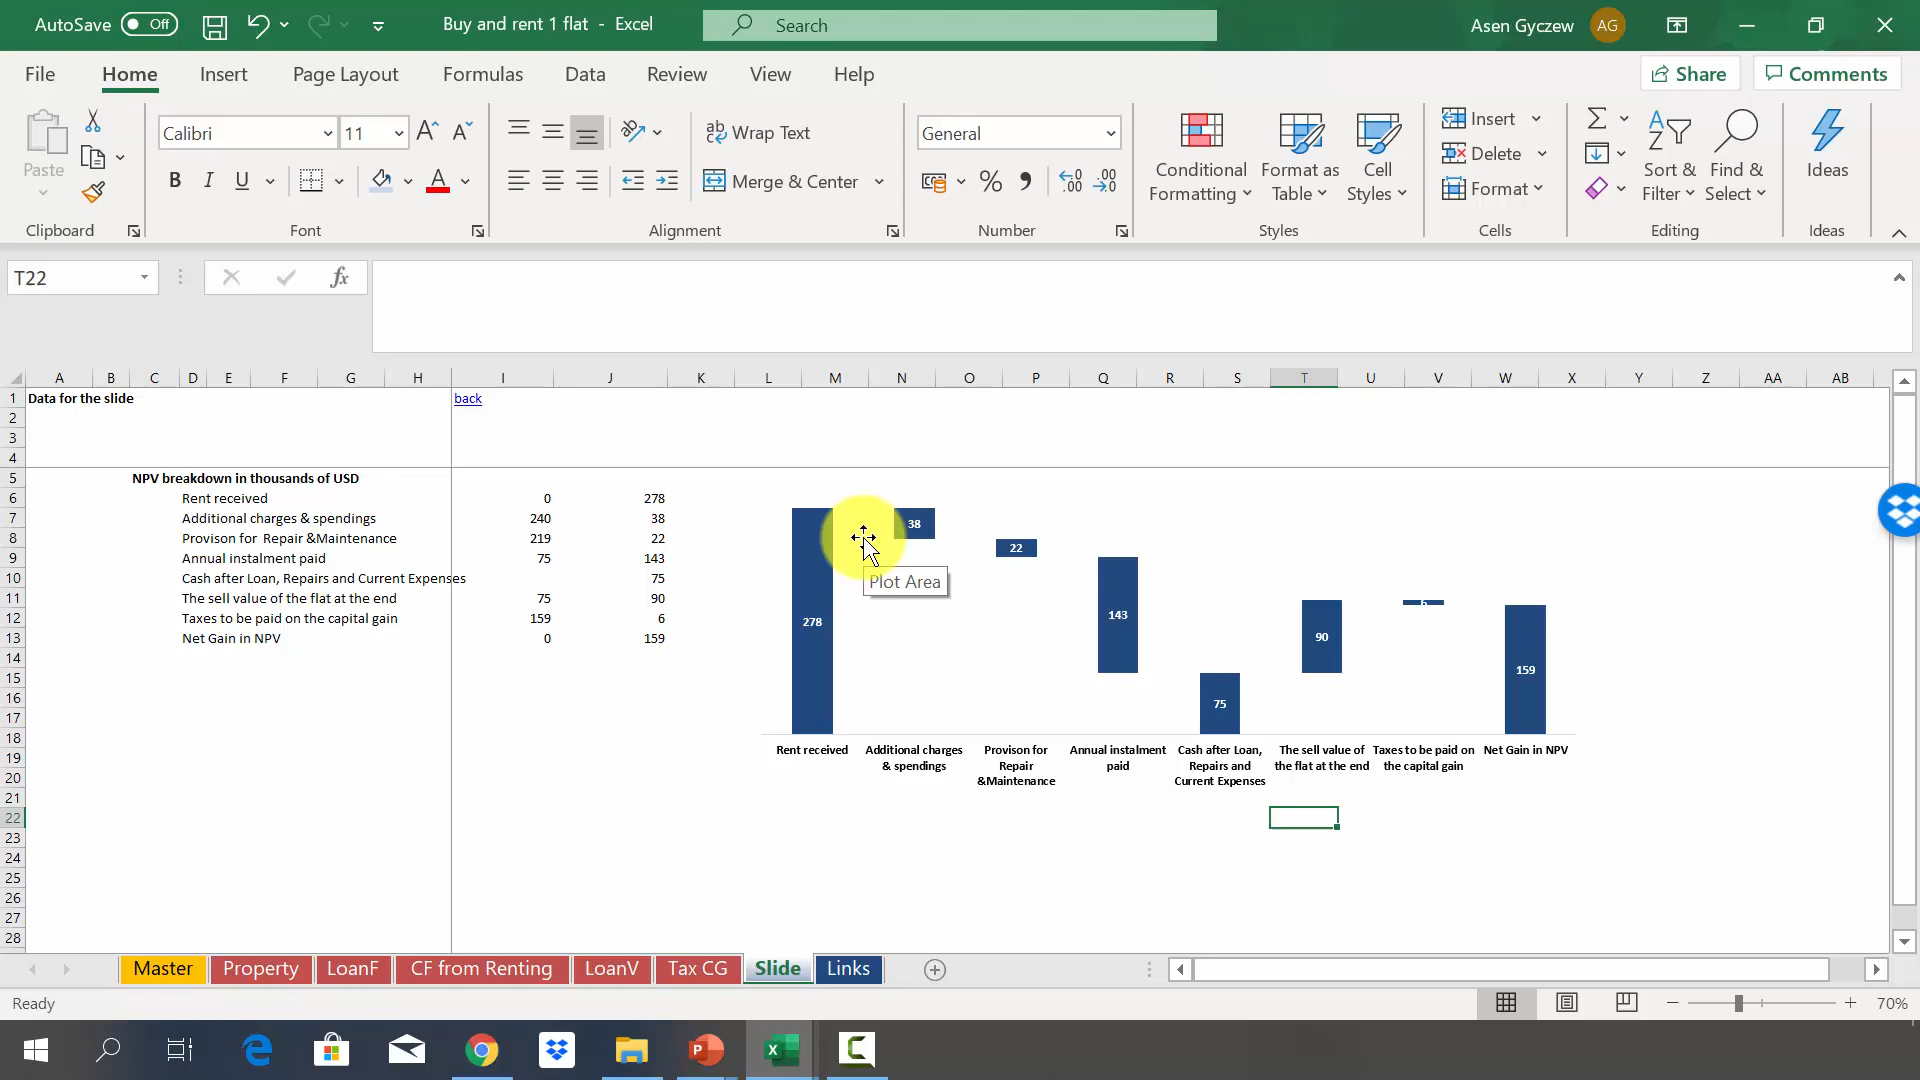 AutoSave Off Buy and rent 1 flat - Excel Search Asen Gyczew AG
File Home Insert Page Layout Formulas Data Review View Help Share Comments
Paste Calibri 11 A A ab Wrap Text General Conditional Formatting Format as Table Cell Styles Insert Delete Format Sort & Filter Find & Select Ideas
B I U A Merge & Center % .00
Clipboard Font Alignment Number Styles Cells Editing Ideas
T22 fx
A B C D E F G H I J K L M N O P Q R S T U V W X Y Z AA AB
1 Data for the slide back
2
3
4
5 NPV breakdown in thousands of USD
6 Rent received 0 278
7 Additional charges & spendings 240 38
8 Provison for Repair &Maintenance 219 22
9 Annual instalment paid 75 143
10 Cash after Loan, Repairs and Current Expenses 75
11 The sell value of the flat at the end 75 90
12 Taxes to be paid on the capital gain 159 6
13 Net Gain in NPV 0 159
14
15
16
17
18
19
20
21
22
23
24
25
26
27
28
38
22
Plot Area
278
143
90
6
159
75
Rent received
Additional charges & spendings
Provison for Repair &Maintenance
Annual instalment paid
Cash after Loan, Repairs and Current Expenses
The sell value of the flat at the end
Taxes to be paid on the capital gain
Net Gain in NPV
Master Property LoanF CF from Renting LoanV Tax CG Slide Links
Ready 70%